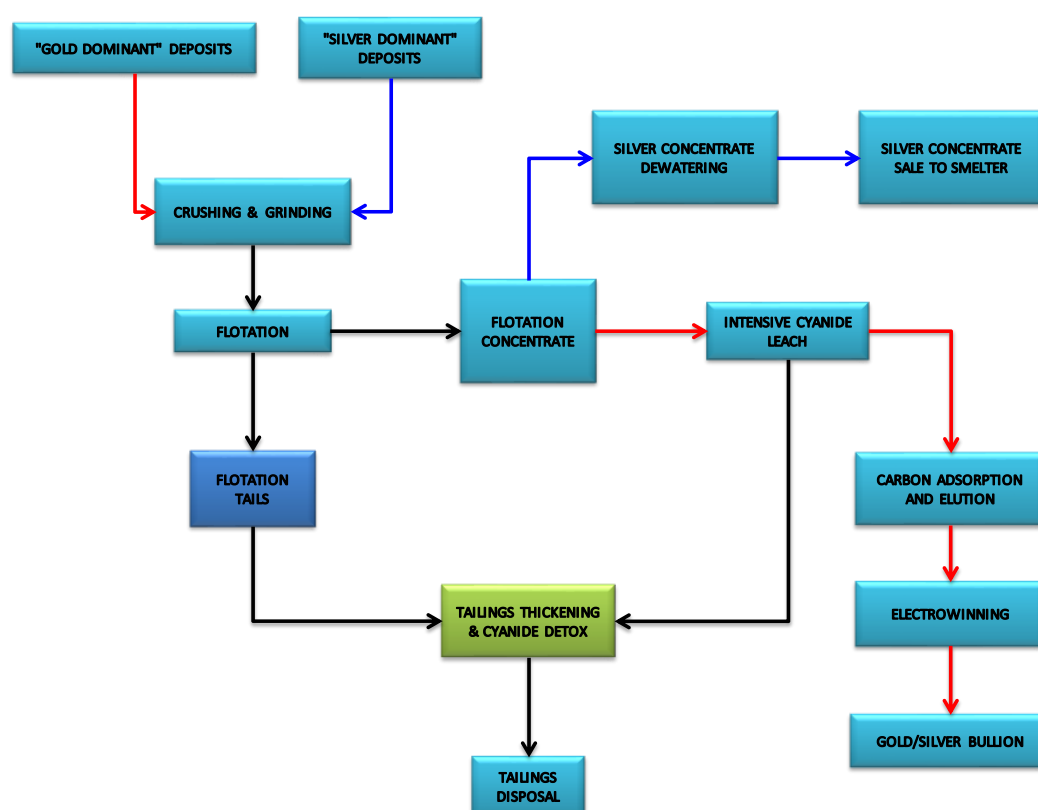 "GOLD DOMINANT" DEPOSITS
"SILVER DOMINANT"
DEPOSITS
SILVER CONCENTRATE
DEWATERING
SILVER CONCENTRATE
SALE TO SMELTER
CRUSHING & GRINDING
FLOTATION
FLOTATION
CONCENTRATE
INTENSIVE CYANIDE
LEACH
FLOTATION
TAILS
CARBON ADSORPTION
AND ELUTION
TAILINGS THICKENING
& CYANIDE DETOX
ELECTROWINNING
GOLD/SILVER BULLION
TAILINGS
DISPOSAL